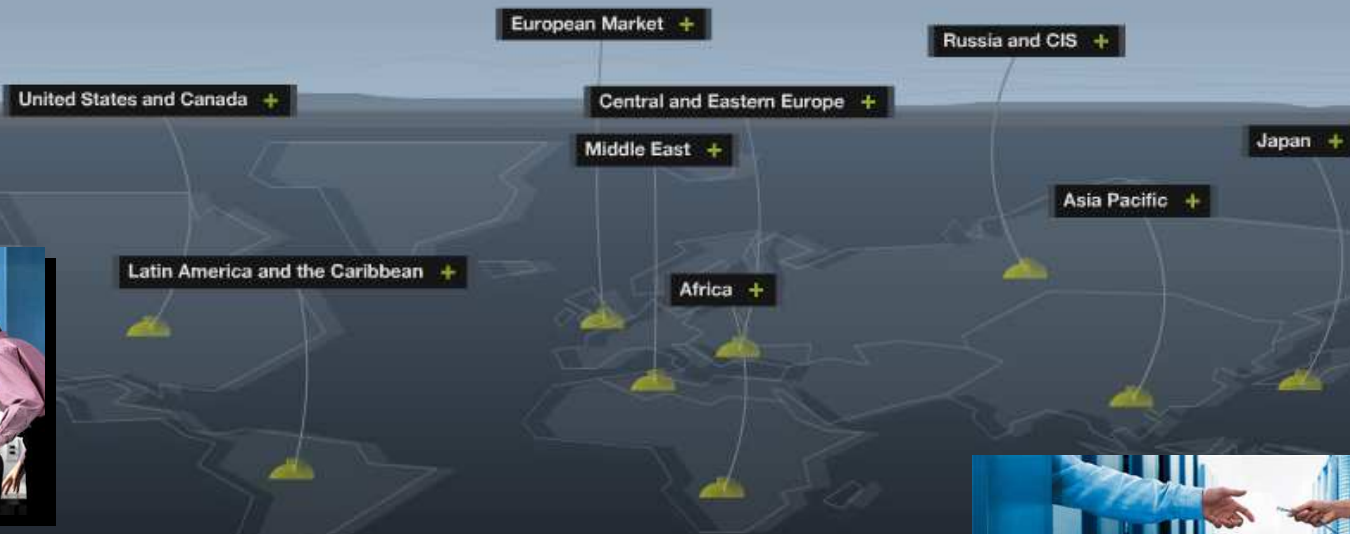 European Market +
Russia and CIS +
United States and Canada +
Central and Eastern Europe +
Middle East +
Japan +
Asia Pacific +
Latin America and the Caribbean +
Africa +